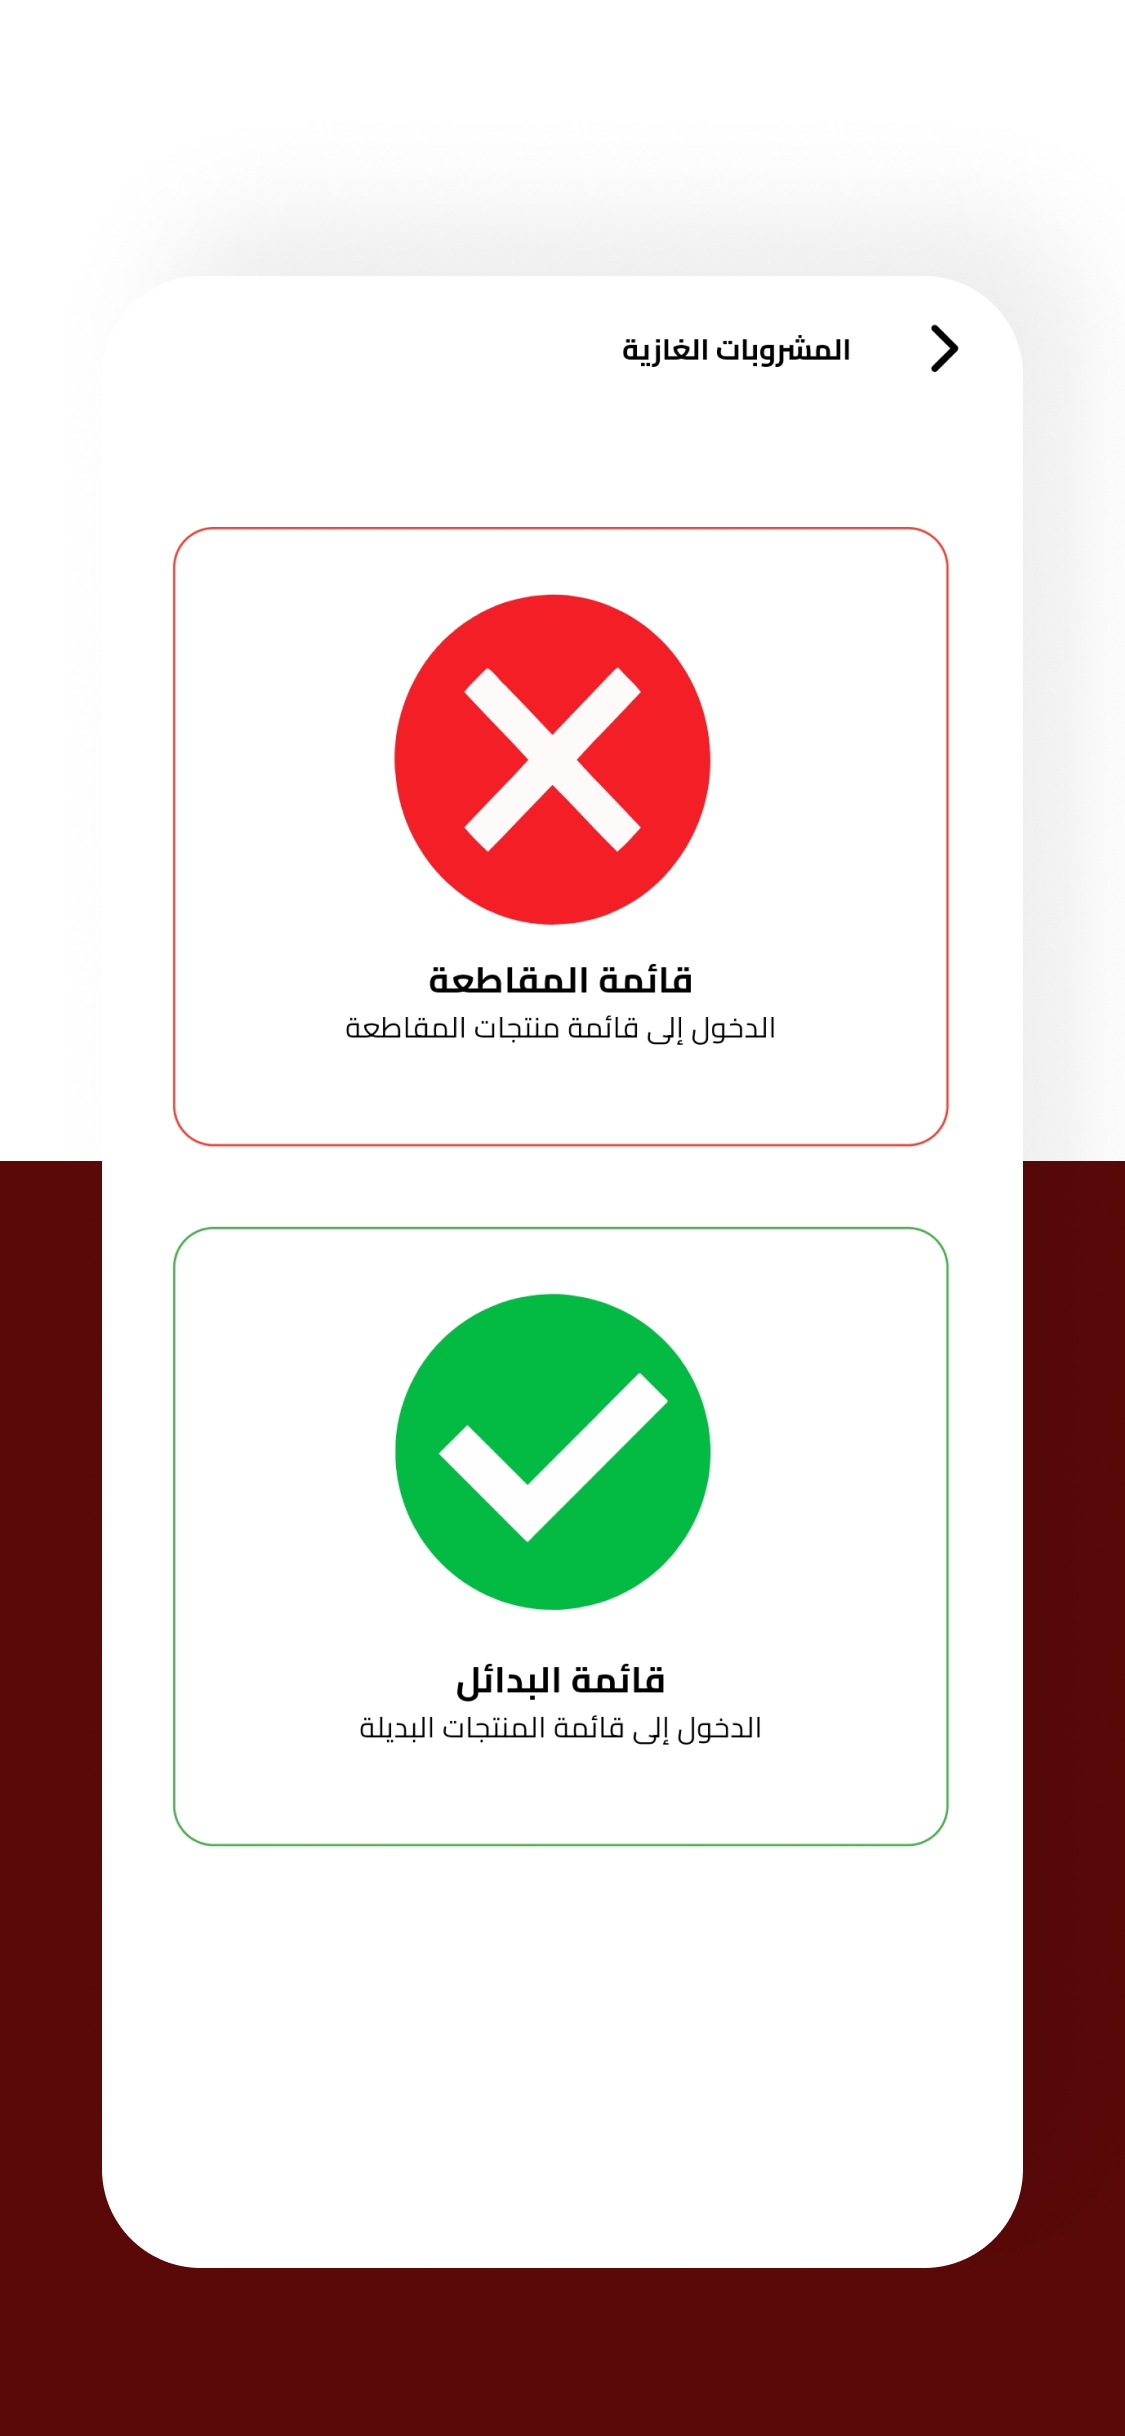 المشروبات الغازية
قائمة المقاطعة
الدخول إلى قائمة منتجات المقاطعة
قائمة البدائل
الدخول إلى قائمة المنتجات البديلة